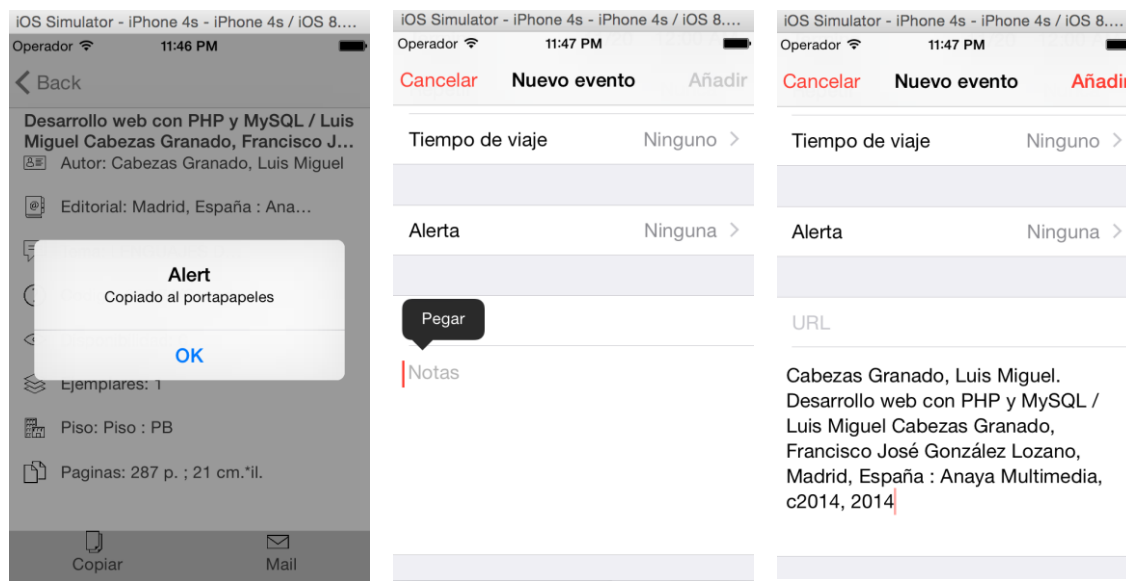 iOS Simulator - iPhone 4s - iPhone 4s / iOS 8....
Operador
11:46 PM
Back
Desarrollo web con PHP y MySQL / Luis
Miguel Cabezas Granado, Francisco J...
Autor: Cabezas Granado, Luis Miguel
Editorial: Madrid, España : Ana...
Alert
Copiado al portapapeles
OK
Ejemplares: 1
Piso: Piso : PB
Paginas: 287 p. ; 21 cm.*il.
Copiar
Mail
iOS Simulator - iPhone 4s - iPhone 4s / iOS 8....
Operador
11:47 PM
Cancelar
Nuevo evento
Añadir
Tiempo de viaje
Ninguno
Alerta
Ninguna
Pegar
Notas
iOS Simulator - iPhone 4s - iPhone 4s / iOS 8....
Operador
11:47 PM
Cancelar
Nuevo evento
Añadir
Tiempo de viaje
Ninguno
Alerta
Ninguna
URL
Cabezas Granado, Luis Miguel.
Desarrollo web con PHP y MySQL /
Luis Miguel Cabezas Granado,
Francisco José González Lozano,
Madrid, España : Anaya Multimedia,
c2014, 2014